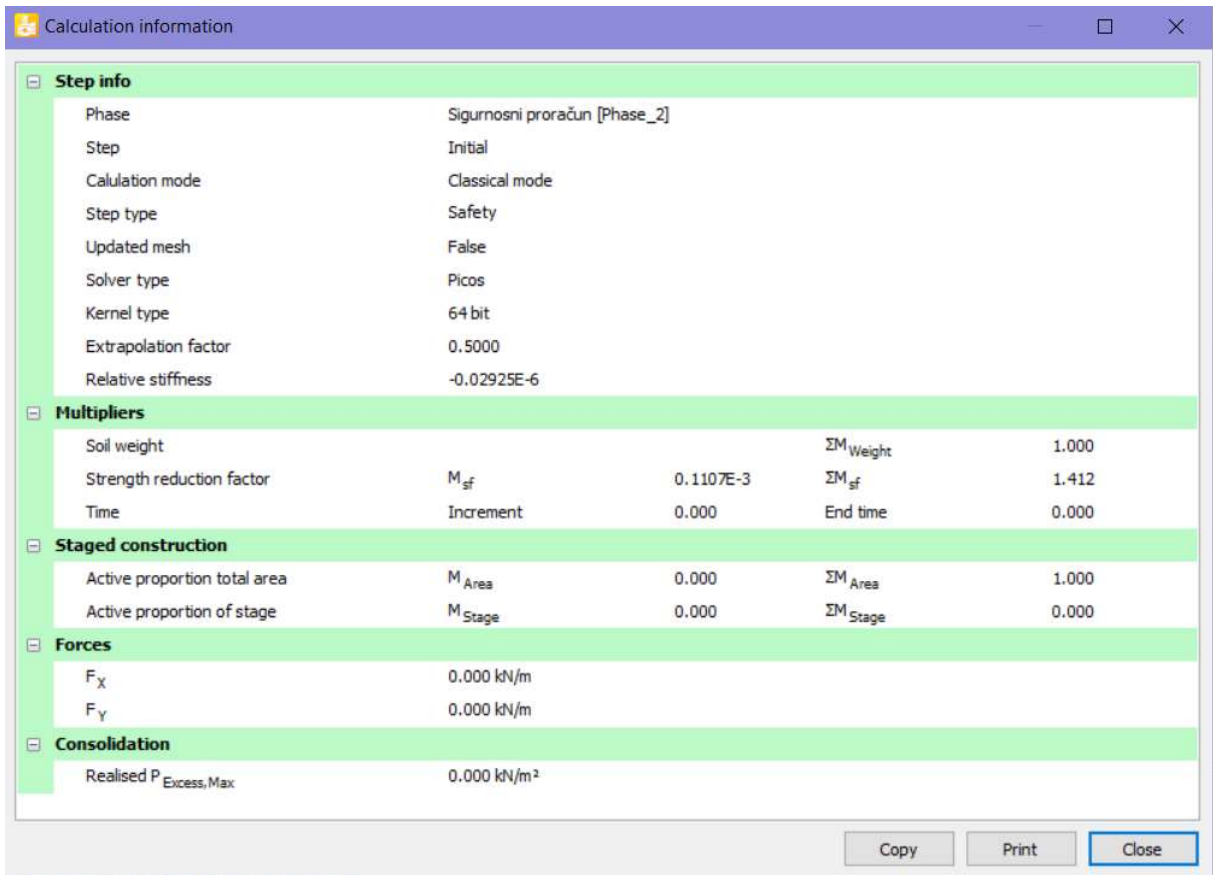 Calculation information
Step info
Phase Sigurnosni proračun [Phase_2]
Step Initial
Calulation mode Classical mode
Step type Safety
Updated mesh False
Solver type Picos
Kernel type 64 bit
Extrapolation factor 0.5000
Relative stiffness -0.02925E-6
Multipliers
Soil weight ΣM Weight 1.000
Strength reduction factor M sf 0.1107E-3 ΣM sf 1.412
Time Increment 0.000 End time 0.000
Staged construction
Active proportion total area M Area 0.000 ΣM Area 1.000
Active proportion of stage M Stage 0.000 ΣM Stage 0.000
Forces
F X 0.000 kN/m
F Y 0.000 kN/m
Consolidation
Realised P Excess,Max 0.000 kN/m²
Copy Print Close